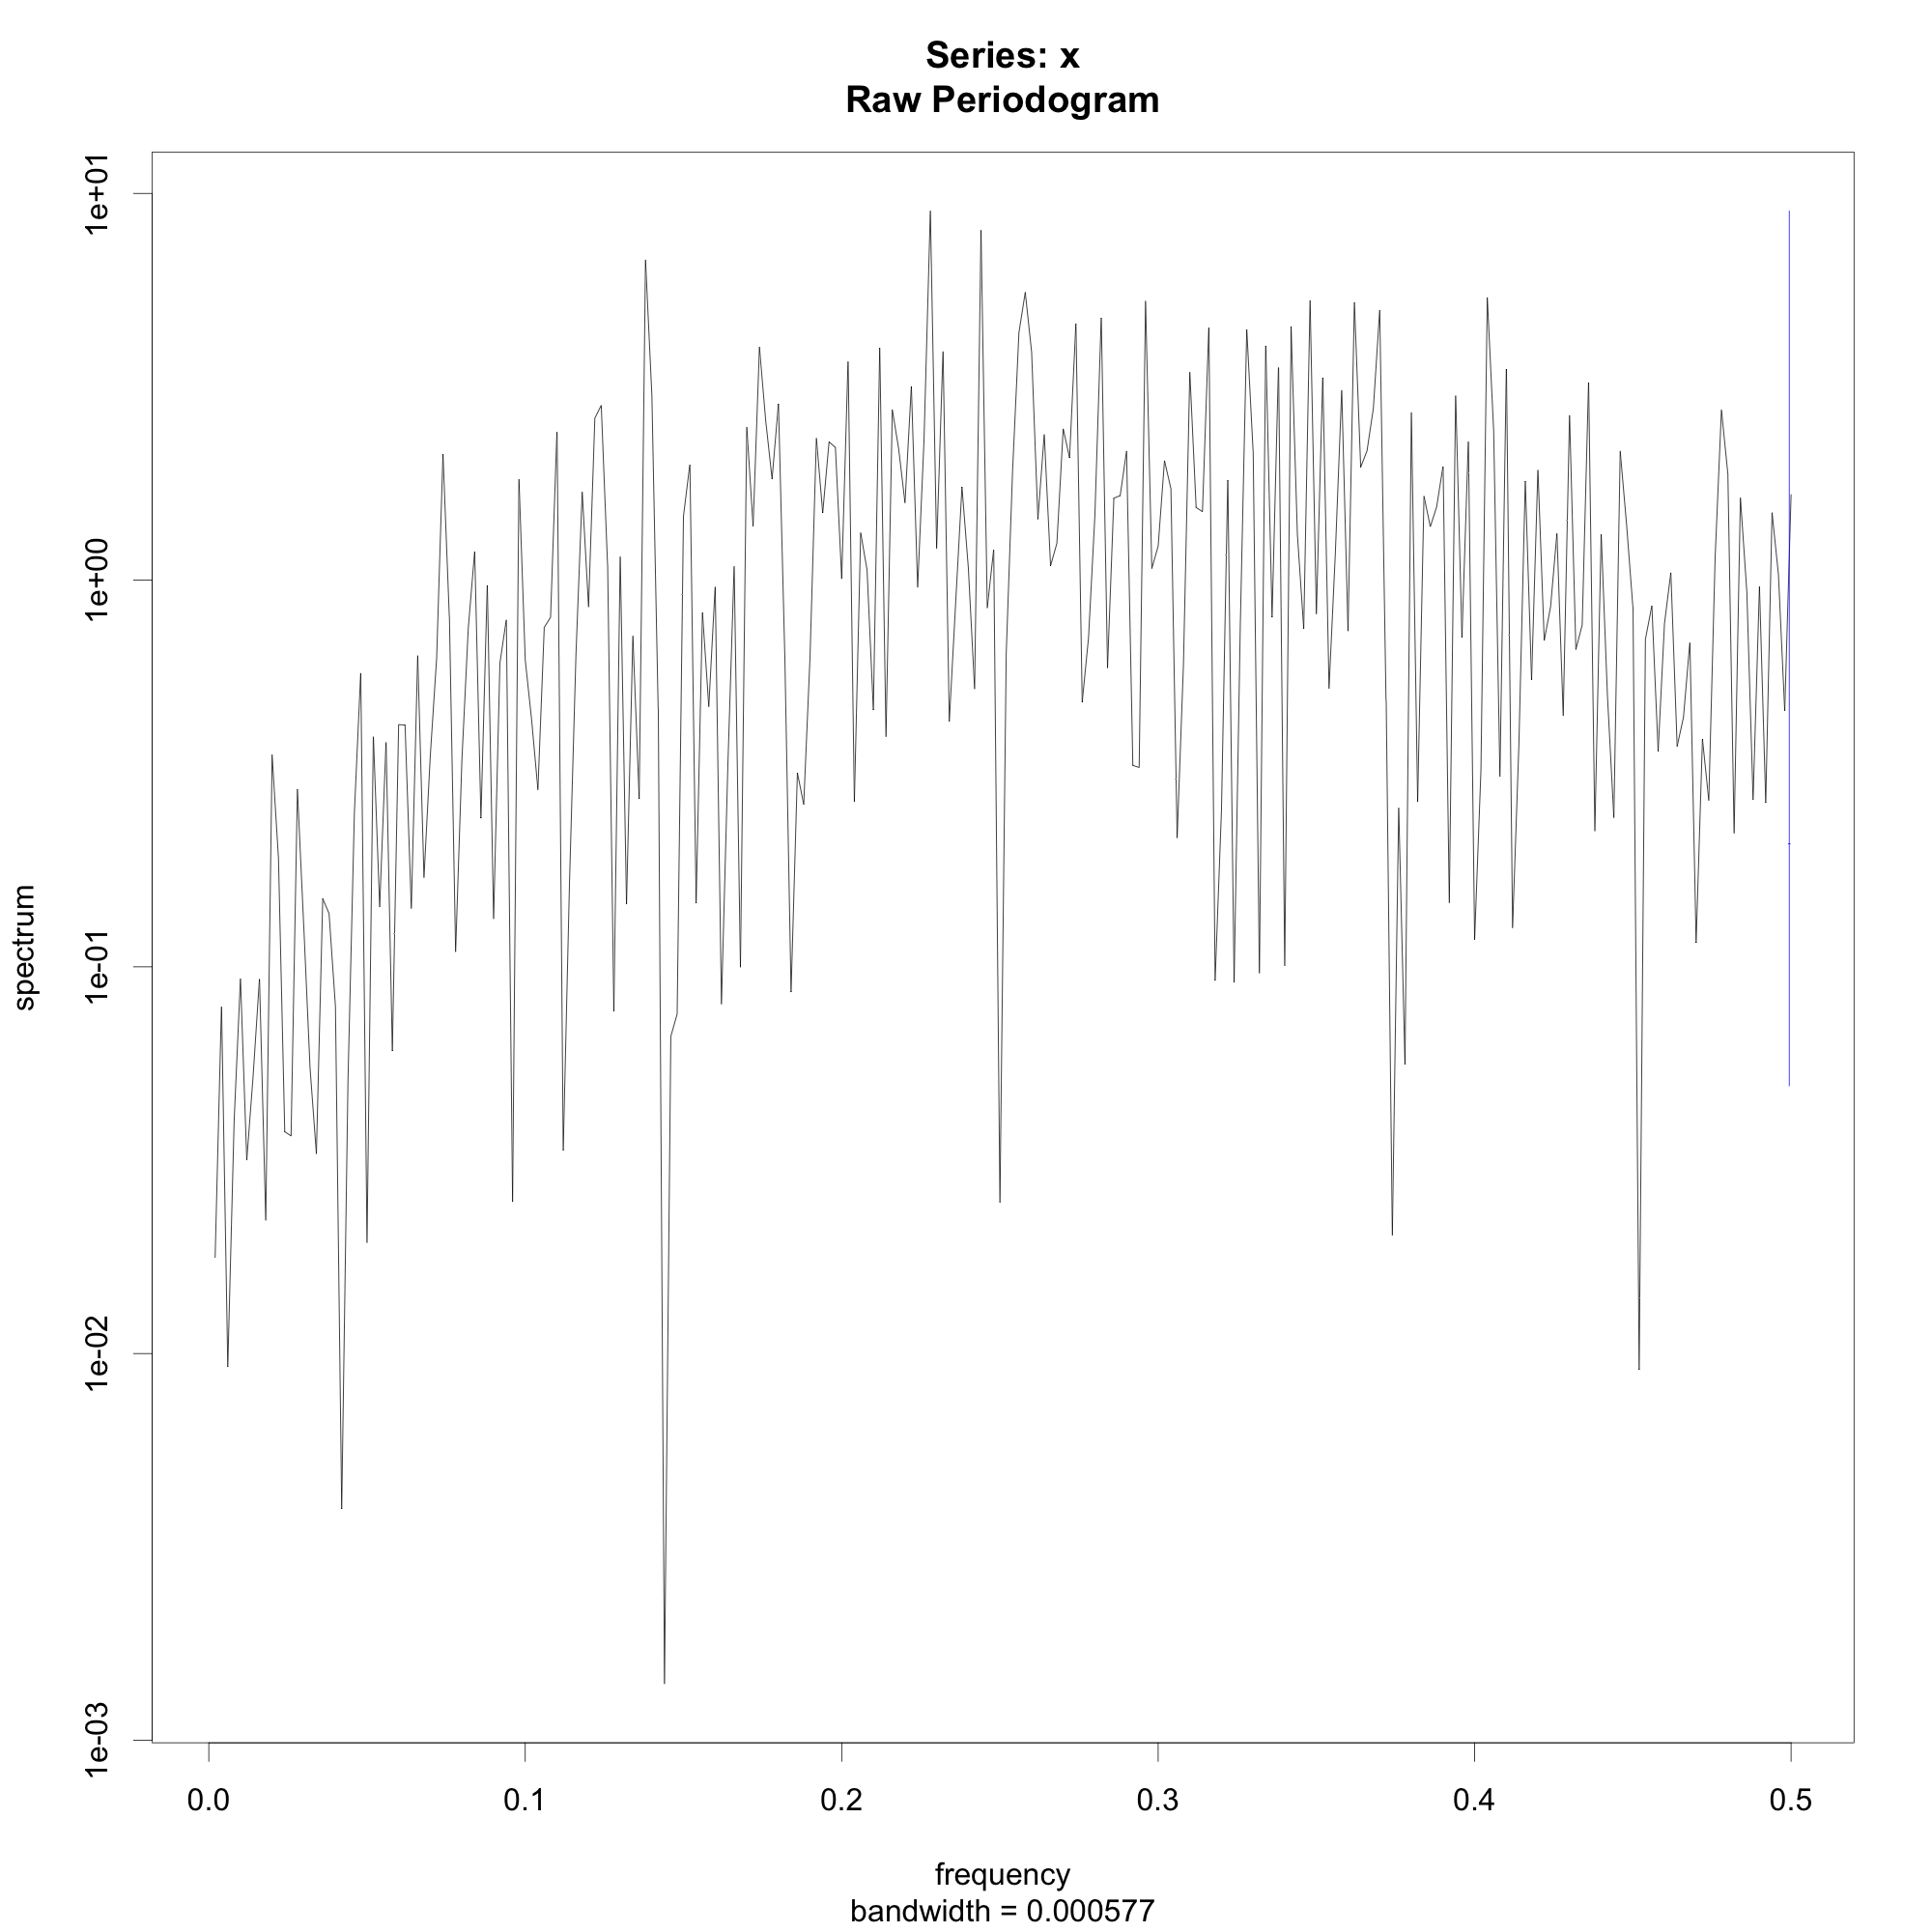 Series: x
Raw Periodogram
1e+01
1e+00
1e-01
1e-02
1e-03
spectrum
0.0 0.1 0.2 0.3 0.4 0.5
frequency
bandwidth = 0.000577